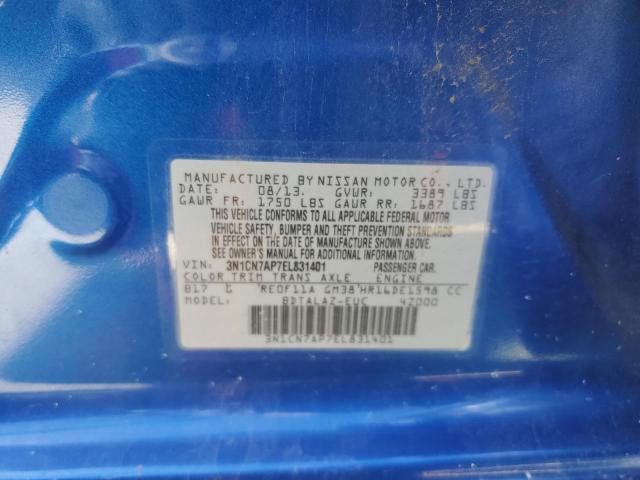 MANUFACTURED BY NISSAN MOTOR CO., LTD.
DATE: 08/13. GVWR: 3389 LBS
GAWR FR: 1750 LBS GAWR RR: 1687 LBS
THIS VEHICLE CONFORMS TO ALL APPLICABLE FEDERAL MOTOR
VEHICLE SAFETY, BUMPER AND THEFT PREVENTION STANDARDS
IN EFFECT ON THE DATE OF MANUFACTURE SHOWN ABOVE.
SEE OWNER'S MANUAL FOR ADDITIONAL INFORMATION.
VIN: 3N1CN7AP7EL831401 PASSENGER CAR.
COLOR TRIM TRANS AXLE ENGINE
B17 G RE0F11A GM38 HR16DE1598 CC
MODEL: BDTALAZ-EUC 4Z000
3N1CN7AP7EL831401